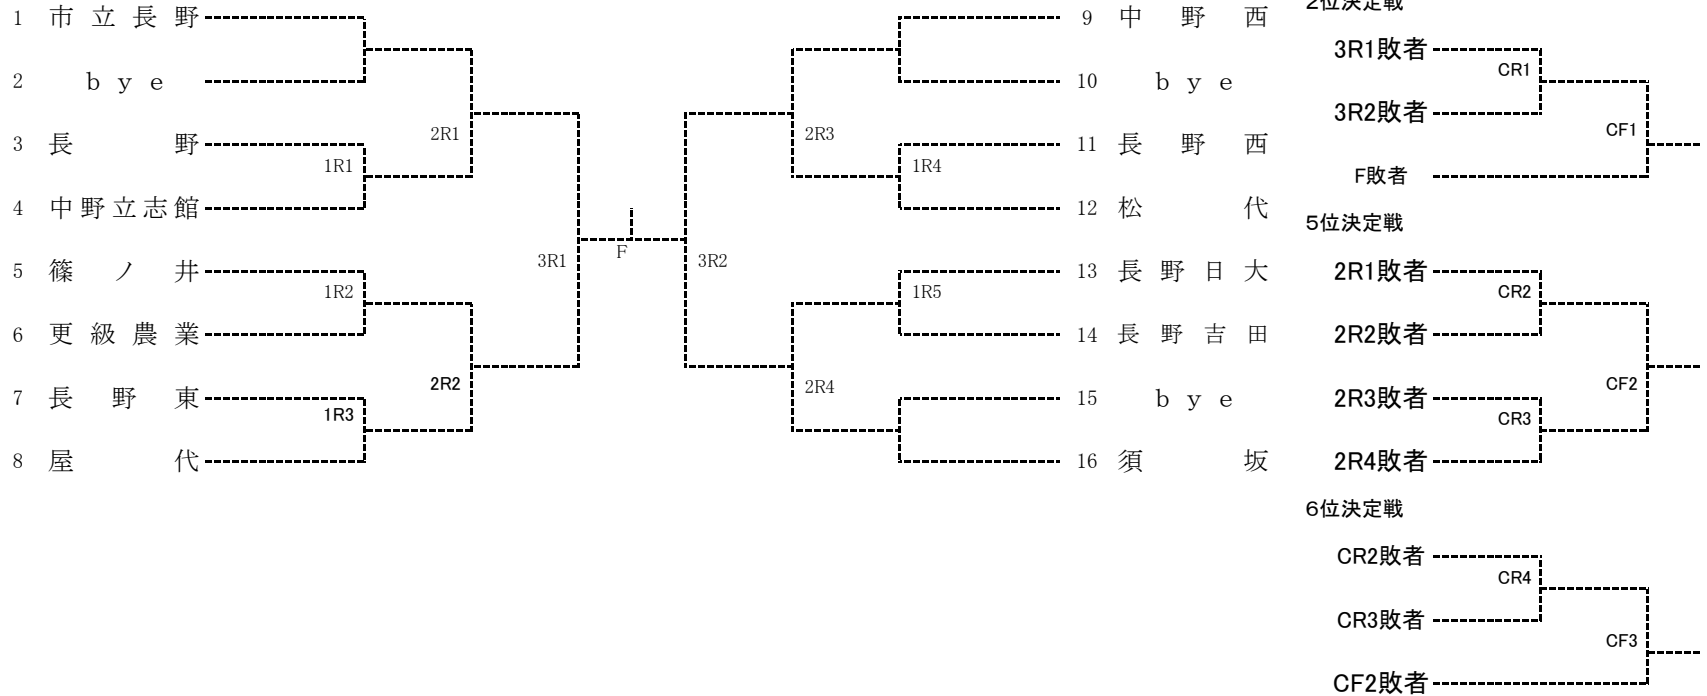 1 市立長野
2 bye
3 長野
4 中野立志館
5 篠ノ井
6 更級農業
7 長野東
8 屋代
1R1
1R2
1R3
2R1
2R2
3R1
F
3R2
2R3
2R4
1R4
1R5
9 中野西
10 bye
11 長野西
12 松代
13 長野日大
14 長野吉田
15 bye
16 須坂
2位決定戦
3R1敗者
CR1
3R2敗者
CF1
F敗者
5位決定戦
2R1敗者
CR2
2R2敗者
CF2
2R3敗者
CR3
2R4敗者
6位決定戦
CR2敗者
CR4
CR3敗者
CF3
CF2敗者